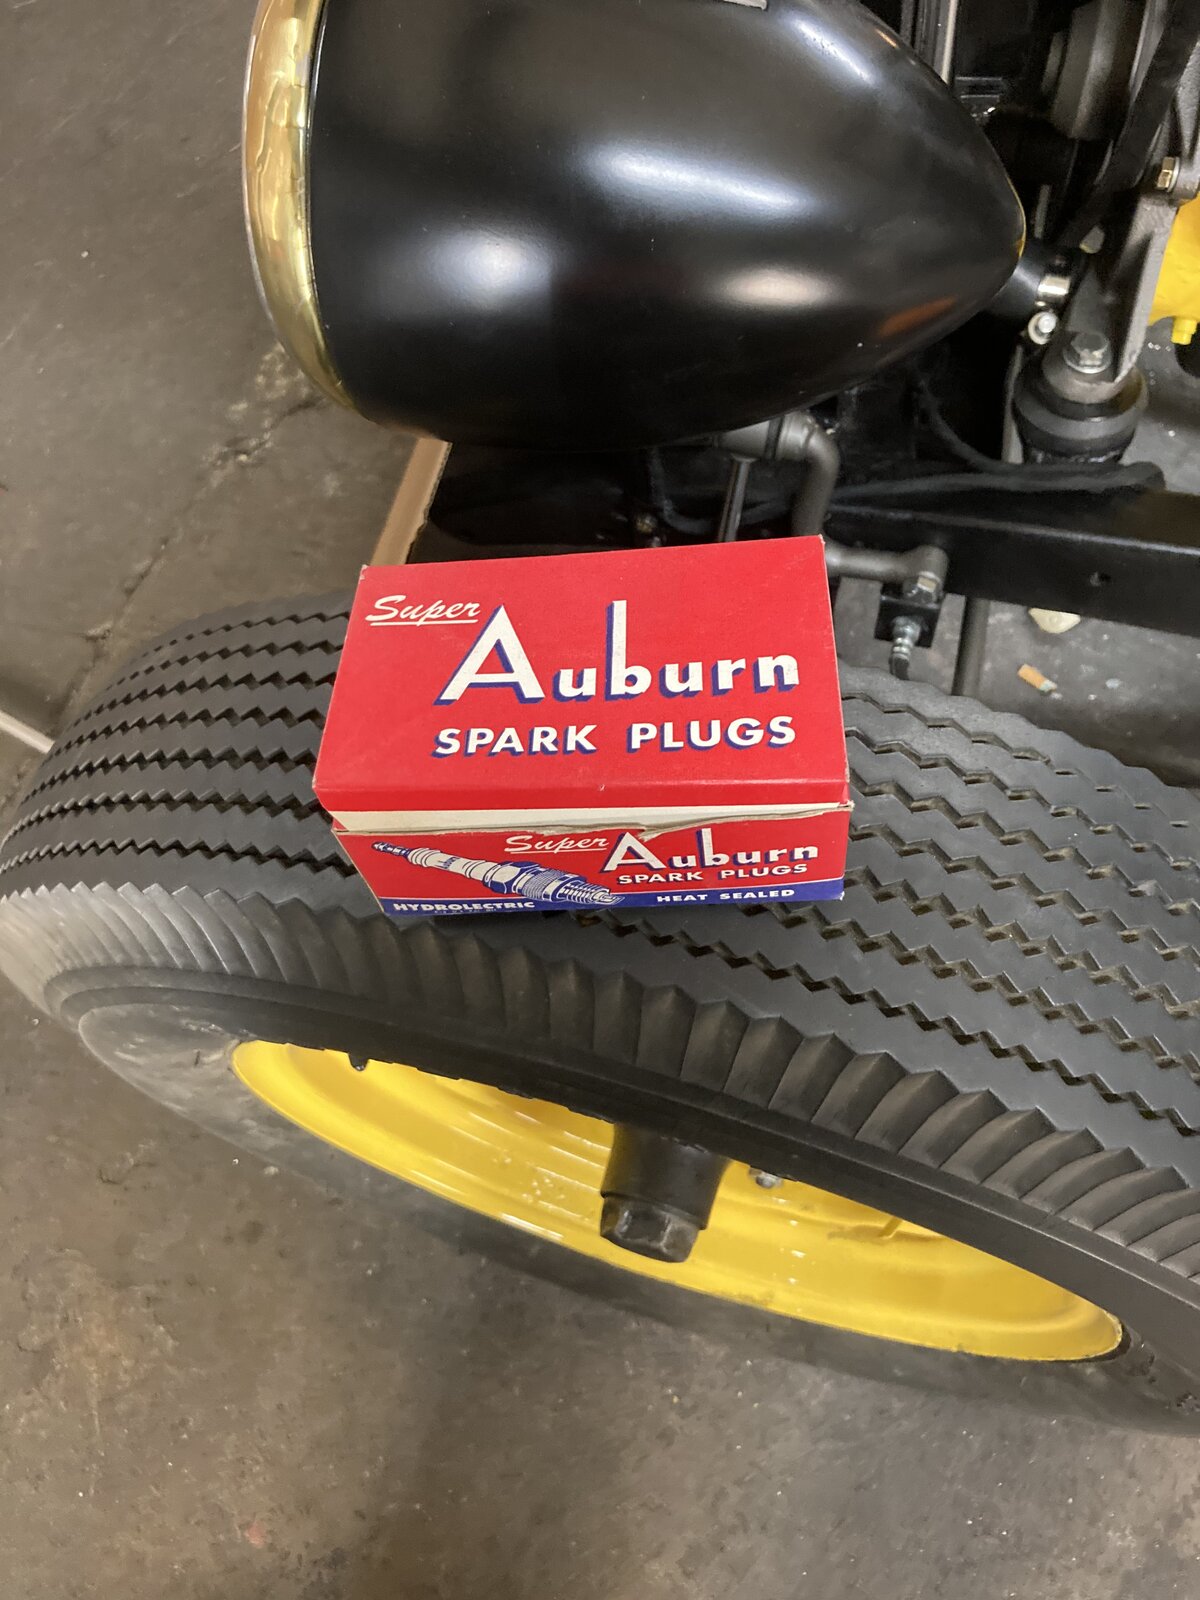 Super
Auburn
SPARK PLUGS
Super Auburn
SPARK PLUGS
HYDROLECTRIC
HEAT SEALED